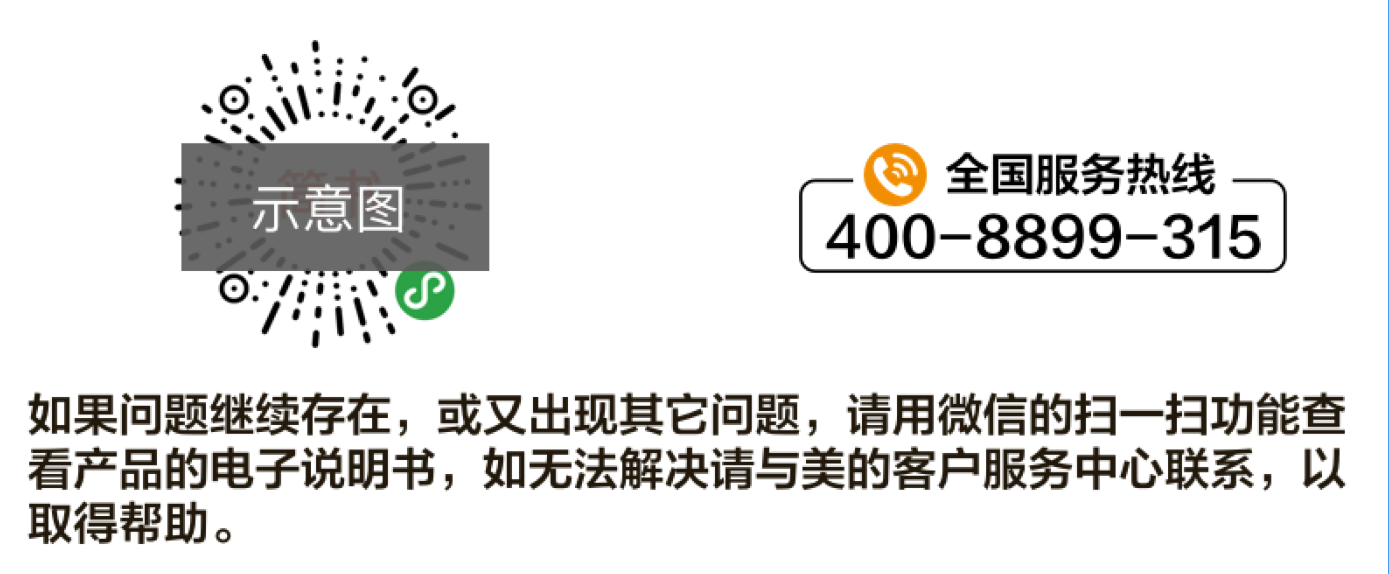 示意图
全国服务热线
400-8899-315
如果问题继续存在，或又出现其它问题，请用微信的扫一扫功能查
看产品的电子说明书，如无法解决请与美的客户服务中心联系，以
取得帮助。